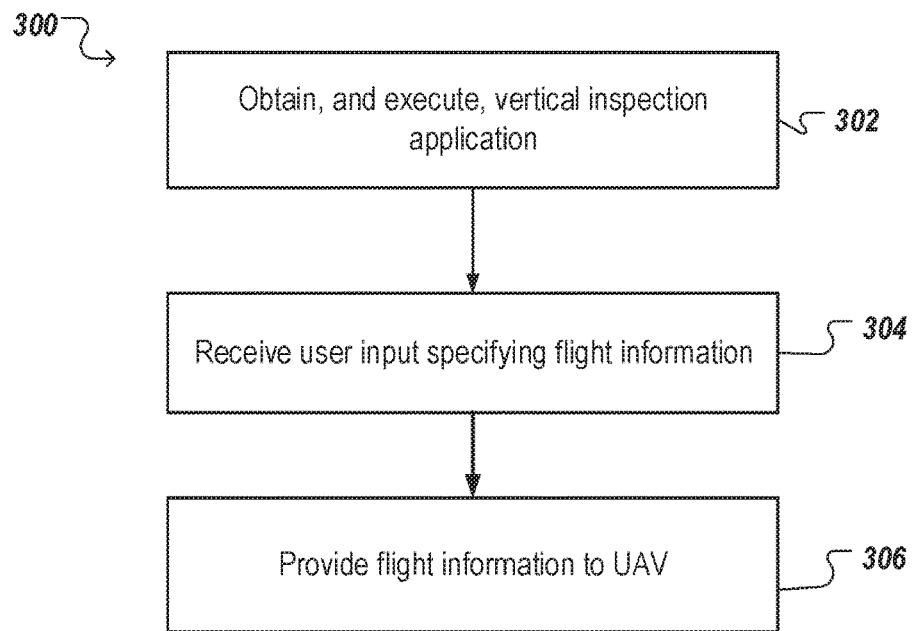 300
Obtain, and execute, vertical inspection
application
302
Receive user input specifying flight information
304
Provide flight information to UAV
306